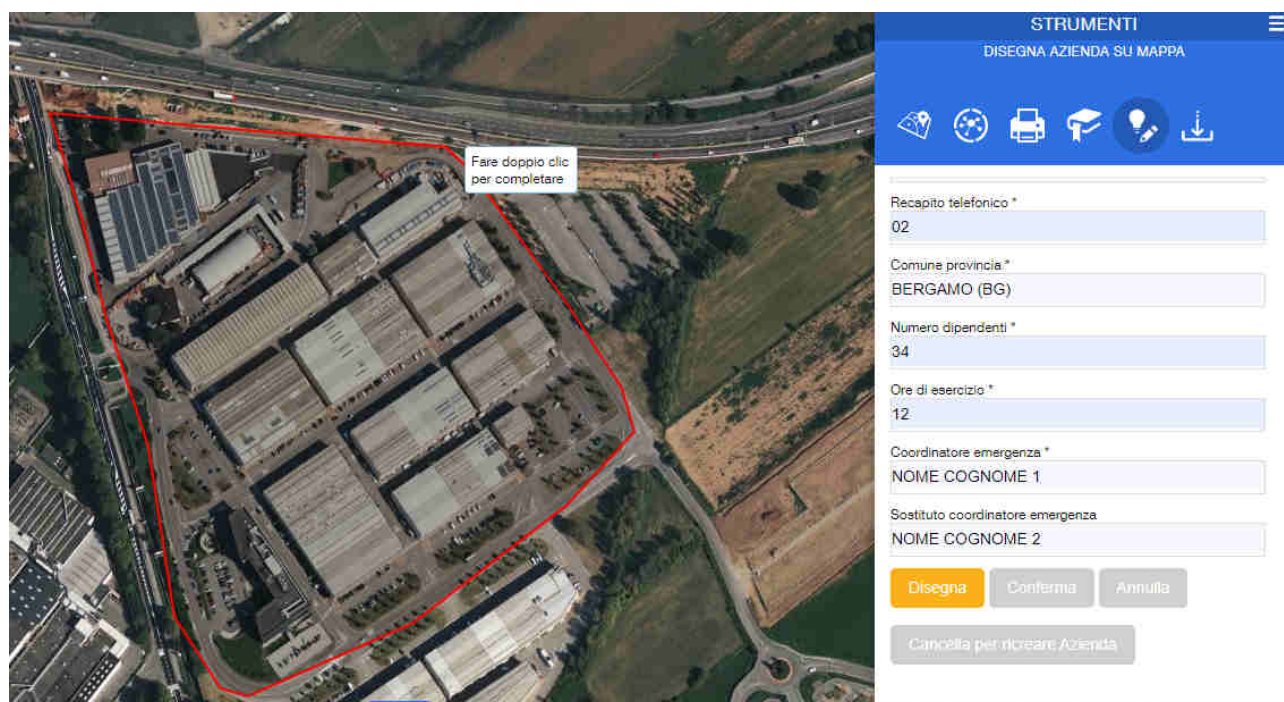 STRUMENTI
DISEGNA AZIENDA SU MAPPA
Fare doppio clic
per completare
Recapito telefonico *
02
Comune provincia *
BERGAMO (BG)
Numero dipendenti *
34
Ore di esercizio *
12
Coordinatore emergenza *
NOME COGNOME 1
Sostituto coordinatore emergenza
NOME COGNOME 2
Disegna Conferma Annulla
Cancella per ricreare Azienda